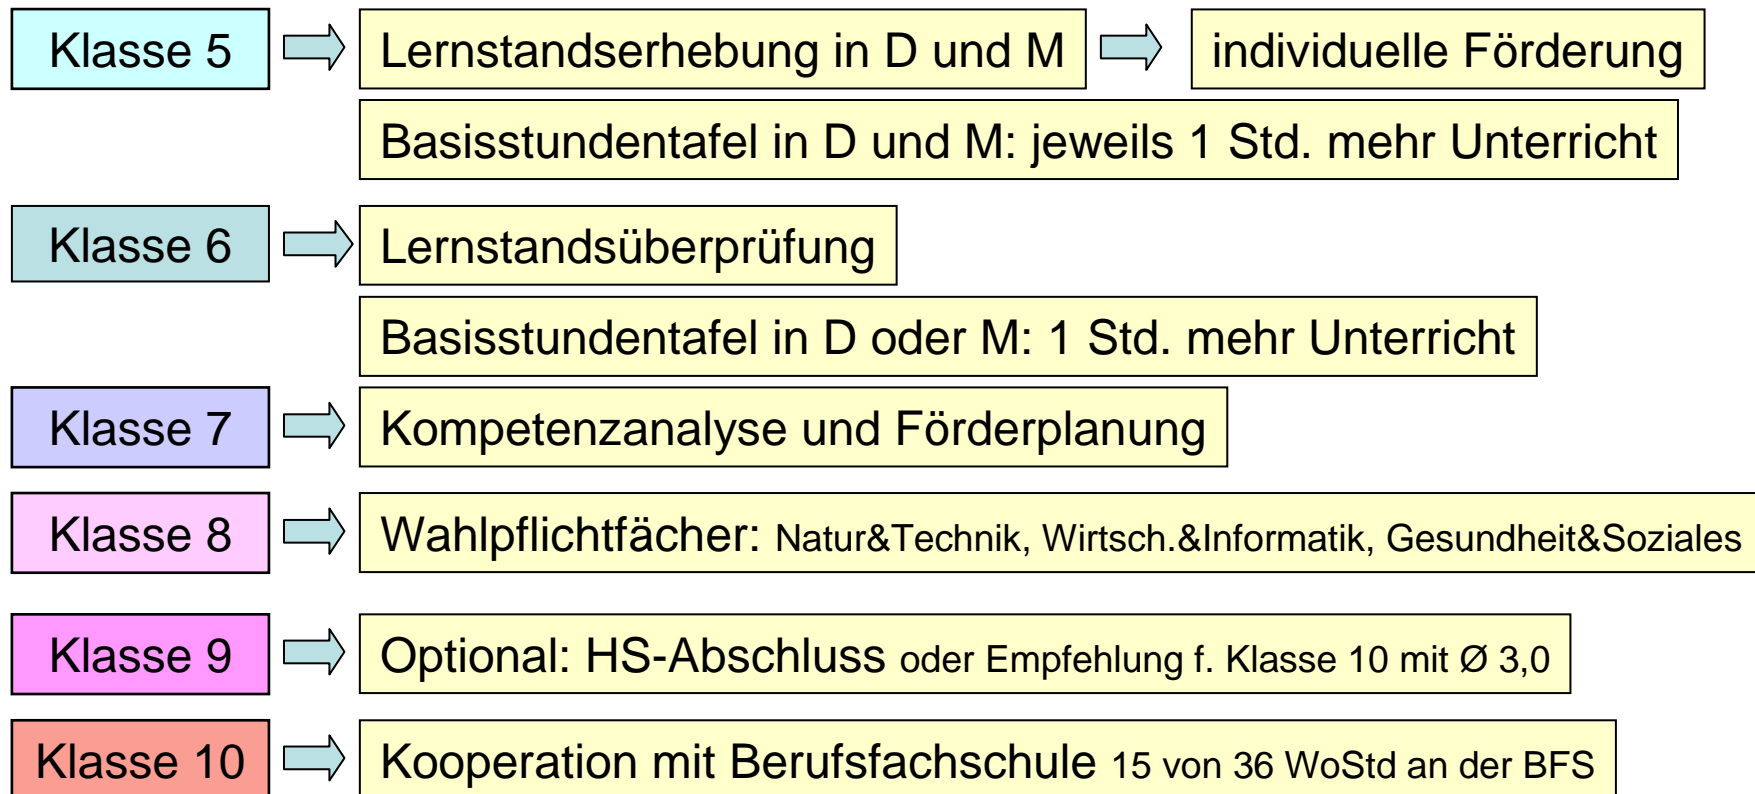 Klasse 5 Lernstandserhebung in D und M individuelle Förderung
Basisstundentafel in D und M: jeweils 1 Std. mehr Unterricht
Klasse 6 Lernstandsüberprüfung
Basisstundentafel in D oder M: 1 Std. mehr Unterricht
Klasse 7 Kompetenzanalyse und Förderplanung
Klasse 8 Wahlpflichtfächer: Natur&Technik, Wirtsch.&Informatik, Gesundheit&Soziales
Klasse 9 Optional: HS-Abschluss oder Empfehlung f. Klasse 10 mit Ø 3,0
Klasse 10 Kooperation mit Berufsfachschule 15 von 36 WoStd an der BFS